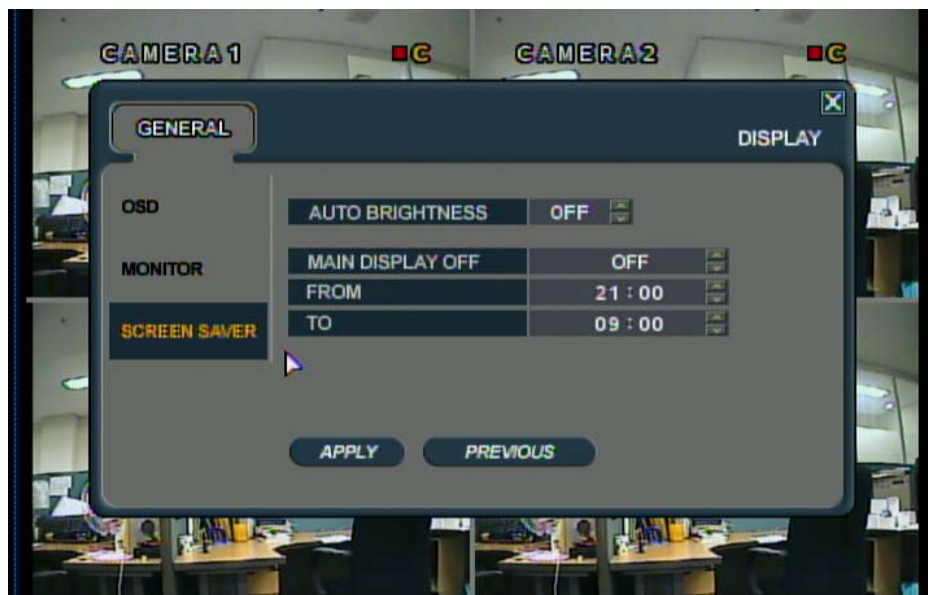 CAMERA1 C CAMERA2 C
GENERAL
DISPLAY
OSD
MONITOR
SCREEN SAVER
AUTO BRIGHTNESS OFF
MAIN DISPLAY OFF OFF
FROM 21:00
TO 09:00
APPLY PREVIOUS